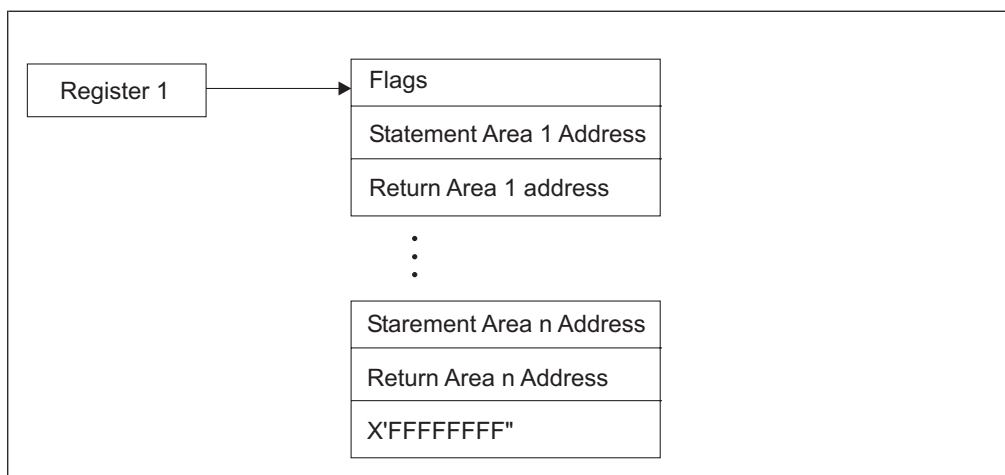 Register 1
Flags
Statement Area 1 Address
Return Area 1 address
Starement Area n Address
Return Area n Address
X'FFFFFFFF"